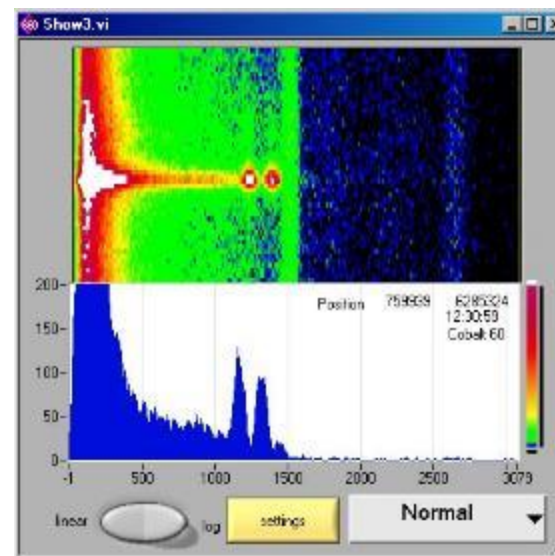 Show3.vi
200-
Position 759939 6285324
12:30:59
Cobalt 60
150-
100-
50-
0-
-1 500 1000 1500 2000 2500 3079
linear log settings Normal